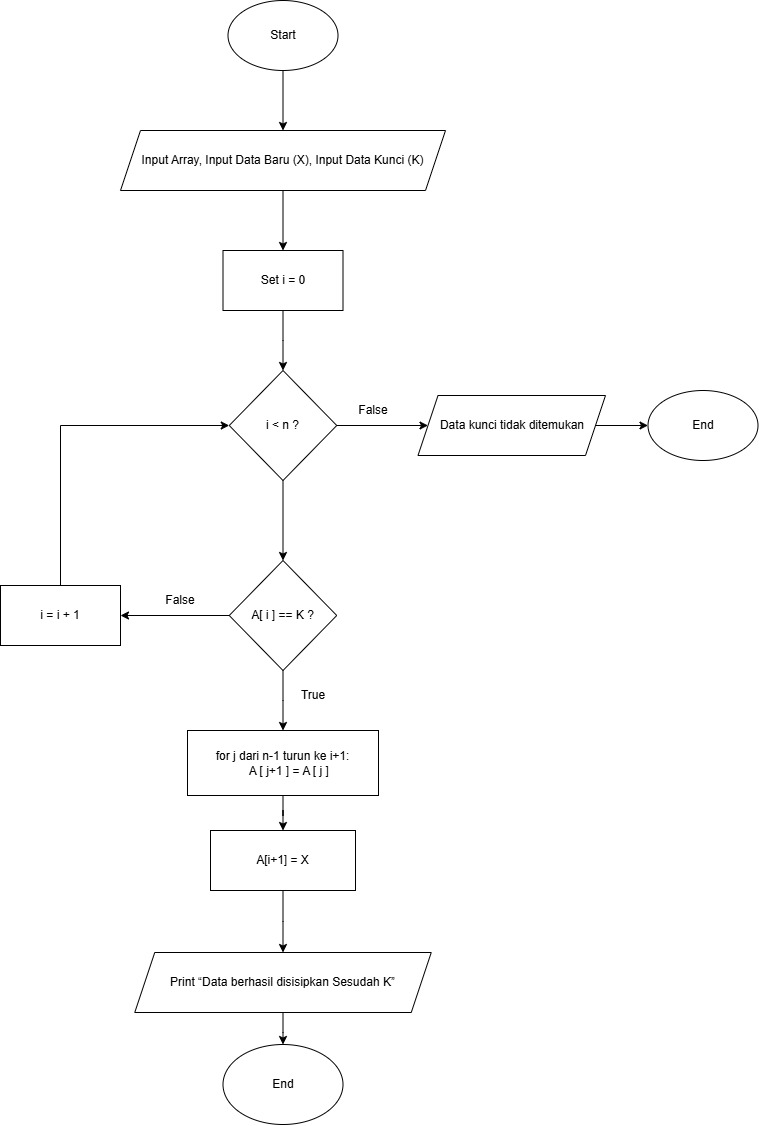 Start
Input Array, Input Data Baru (X), Input Data Kunci (K)
Set i = 0
i < n ?
False
Data kunci tidak ditemukan
End
A[ i ] == K ?
False
i = i + 1
True
for j dari n-1 turun ke i+1:
A [ j+1 ] = A [ j ]
A[i+1] = X
Print “Data berhasil disisipkan Sesudah K”
End